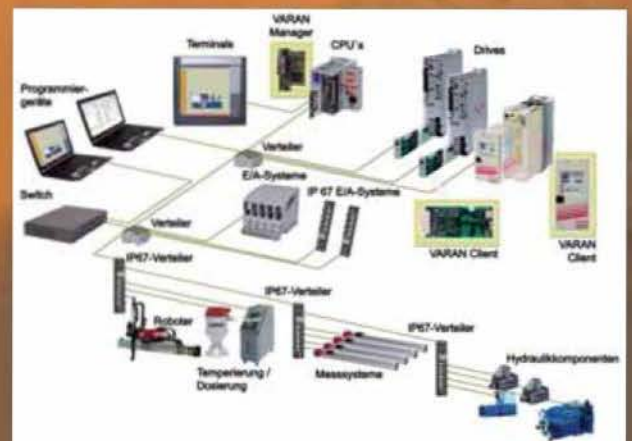 VARAN
Manager
Terminals
CPU`s
Drives
Programmier-
geräte
Verteiler
E/A-Systeme
IP 67 E/A-Systeme
Switch
Verteiler
VARAN Client
VARAN
Client
IP67-Verteiler
IP67-Verteiler
Roboter
IP67-Verteiler
Temperierung /
Dosierung
Messsysteme
Hydraulikkomponenten